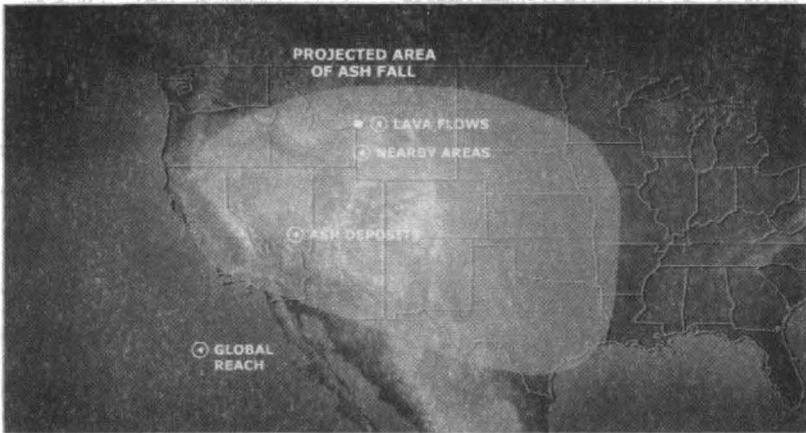 PROJECTED AREA
OF ASH FALL
LAVA FLOWS
NEARBY AREAS
ASH DEPOSITS
GLOBAL
REACH